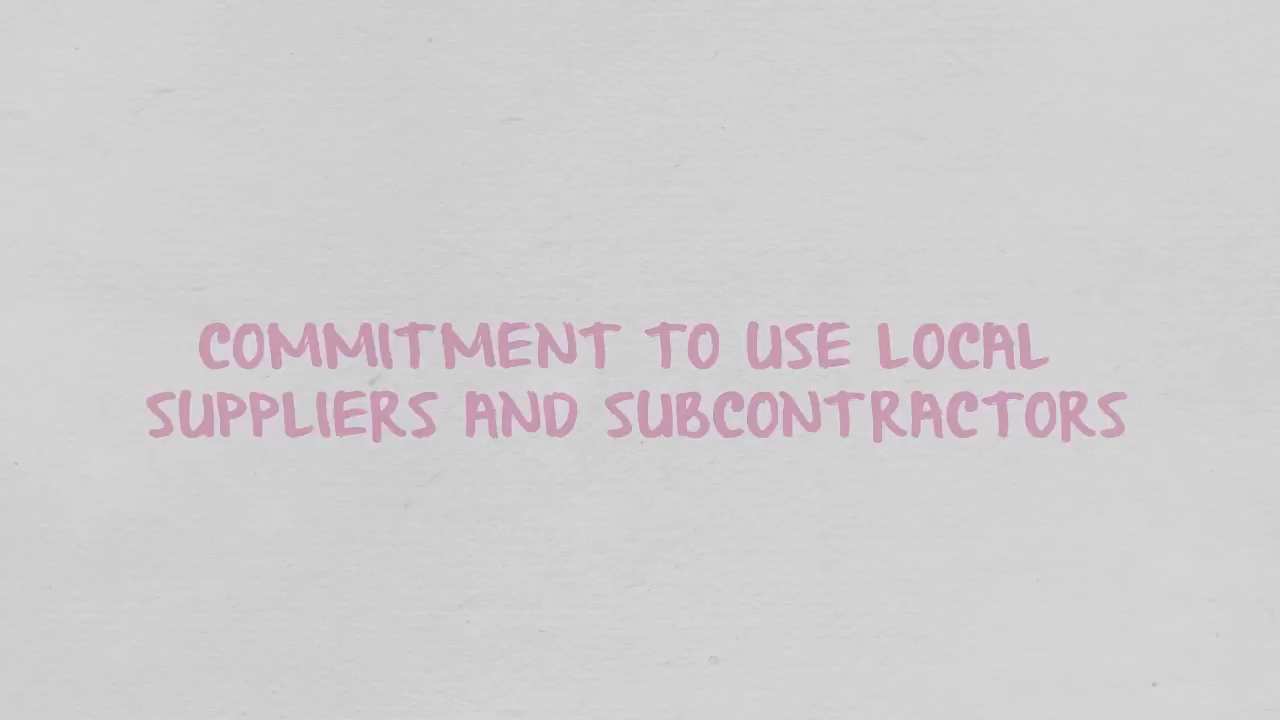 COMMITMENT TO USE LOCAL
SUPPLIERS AND SUBCONTRACTORS